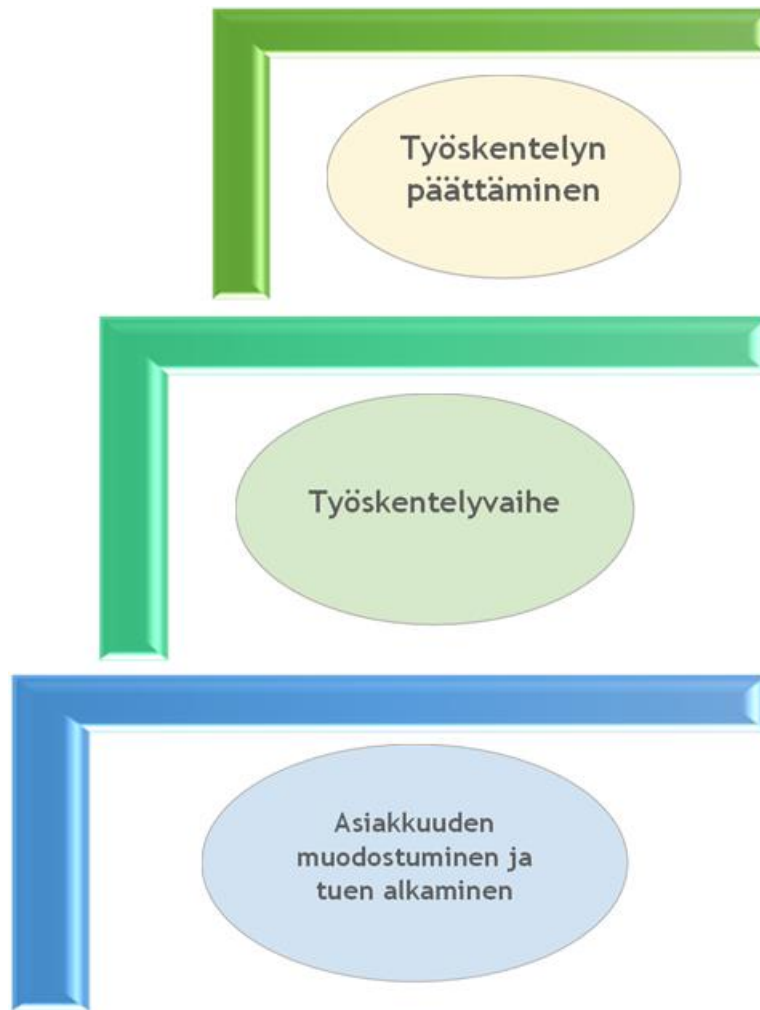 Työskentelyn
päättäminen
Työskentelyvaihe
Asiakkuuden
muodostuminen ja
tuen alkaminen